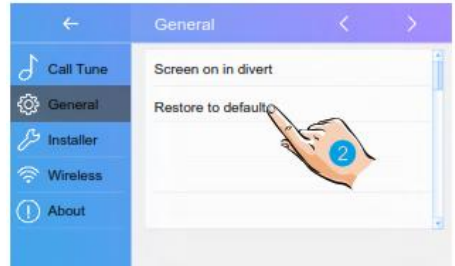 General
Call Tune
General
Installer
Wireless
About
Screen on in divert
Restore to default
2